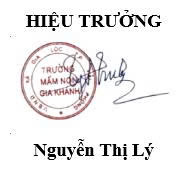 HIỆU TRƯỞNG
TRƯỜNG
MẦM NON
GIA KHÁNH
Nguyễn Thị Lý